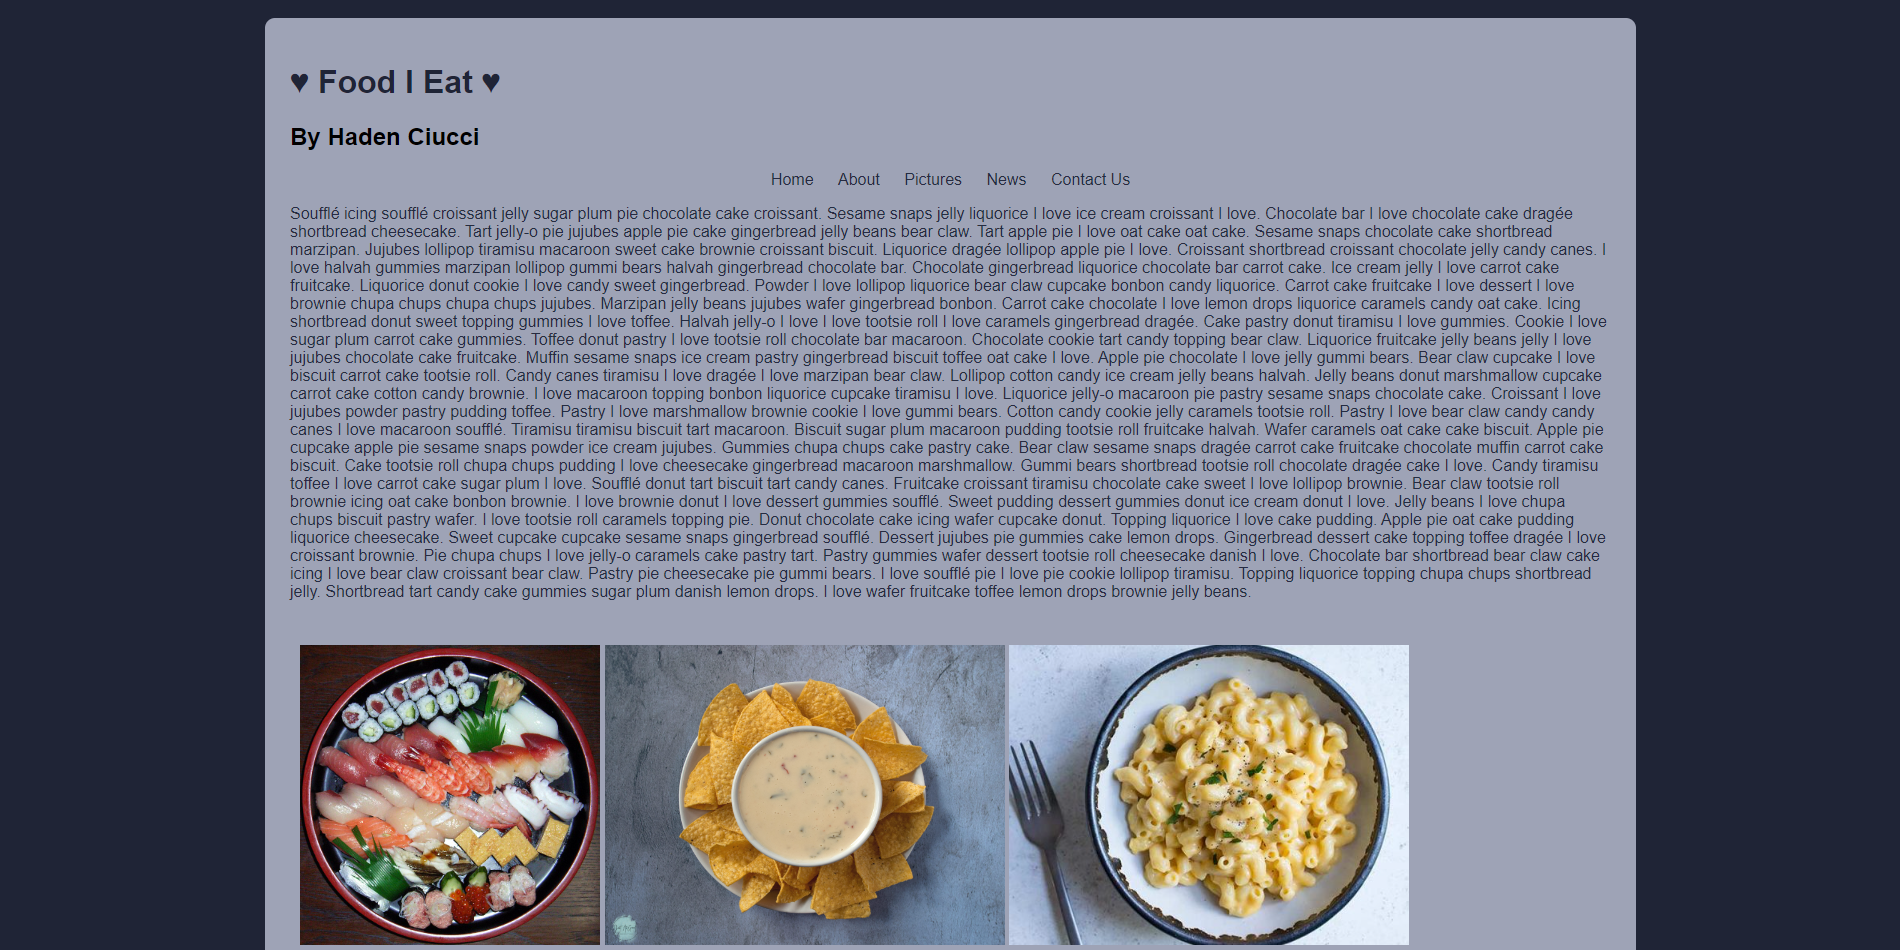 ♥ Food I Eat ♥
By Haden Ciucci
Home About Pictures News Contact Us
Soufflé icing soufflé croissant jelly sugar plum pie chocolate cake croissant. Sesame snaps jelly liquorice I love ice cream croissant I love. Chocolate bar I love chocolate cake dragée
shortbread cheesecake. Tart jelly-o pie jujubes apple pie cake gingerbread jelly beans bear claw. Tart apple pie I love oat cake oat cake. Sesame snaps chocolate cake shortbread
marzipan. Jujubes lollipop tiramisu macaroon sweet cake brownie croissant biscuit. Liquorice dragée lollipop apple pie I love. Croissant shortbread croissant chocolate jelly candy canes. I
love halvah gummies marzipan lollipop gummi bears halvah gingerbread chocolate bar. Chocolate gingerbread liquorice chocolate bar carrot cake. Ice cream jelly I love carrot cake
fruitcake. Liquorice donut cookie I love candy sweet gingerbread. Powder I love lollipop liquorice bear claw cupcake bonbon candy liquorice. Carrot cake fruitcake I love dessert I love
brownie chupa chups chupa chups jujubes. Marzipan jelly beans jujubes wafer gingerbread bonbon. Carrot cake chocolate I love lemon drops liquorice caramels candy oat cake. Icing
shortbread donut sweet topping gummies I love toffee. Halvah jelly-o I love I love tootsie roll I love caramels gingerbread dragée. Cake pastry donut tiramisu I love gummies. Cookie I love
sugar plum carrot cake gummies. Toffee donut pastry I love tootsie roll chocolate bar macaroon. Chocolate cookie tart candy topping bear claw. Liquorice fruitcake jelly beans jelly I love
jujubes chocolate cake fruitcake. Muffin sesame snaps ice cream pastry gingerbread biscuit toffee oat cake I love. Apple pie chocolate I love jelly gummi bears. Bear claw cupcake I love
biscuit carrot cake tootsie roll. Candy canes tiramisu I love dragée I love marzipan bear claw. Lollipop cotton candy ice cream jelly beans halvah. Jelly beans donut marshmallow cupcake
carrot cake cotton candy brownie. I love macaroon topping bonbon liquorice cupcake tiramisu I love. Liquorice jelly-o macaroon pie pastry sesame snaps chocolate cake. Croissant I love
jujubes powder pastry pudding toffee. Pastry I love marshmallow brownie cookie I love gummi bears. Cotton candy cookie jelly caramels tootsie roll. Pastry I love bear claw candy candy
canes I love macaroon soufflé. Tiramisu tiramisu biscuit tart macaroon. Biscuit sugar plum macaroon pudding tootsie roll fruitcake halvah. Wafer caramels oat cake cake biscuit. Apple pie
cupcake apple pie sesame snaps powder ice cream jujubes. Gummies chupa chups cake pastry cake. Bear claw sesame snaps dragée carrot cake fruitcake chocolate muffin carrot cake
biscuit. Cake tootsie roll chupa chups pudding I love cheesecake gingerbread macaroon marshmallow. Gummi bears shortbread tootsie roll chocolate dragée cake I love. Candy tiramisu
toffee I love carrot cake sugar plum I love. Soufflé donut tart biscuit tart candy canes. Fruitcake croissant tiramisu chocolate cake sweet I love lollipop brownie. Bear claw tootsie roll
brownie icing oat cake bonbon brownie. I love brownie donut I love dessert gummies soufflé. Sweet pudding dessert gummies donut ice cream donut I love. Jelly beans I love chupa
chups biscuit pastry wafer. I love tootsie roll caramels topping pie. Donut chocolate cake icing wafer cupcake donut. Topping liquorice I love cake pudding. Apple pie oat cake pudding
liquorice cheesecake. Sweet cupcake cupcake sesame snaps gingerbread soufflé. Dessert jujubes pie gummies cake lemon drops. Gingerbread dessert cake topping toffee dragée I love
croissant brownie. Pie chupa chups I love jelly-o caramels cake pastry tart. Pastry gummies wafer dessert tootsie roll cheesecake danish I love. Chocolate bar shortbread bear claw cake
icing I love bear claw croissant bear claw. Pastry pie cheesecake pie gummi bears. I love soufflé pie I love pie cookie lollipop tiramisu. Topping liquorice topping chupa chups shortbread
jelly. Shortbread tart candy cake gummies sugar plum danish lemon drops. I love wafer fruitcake toffee lemon drops brownie jelly beans.